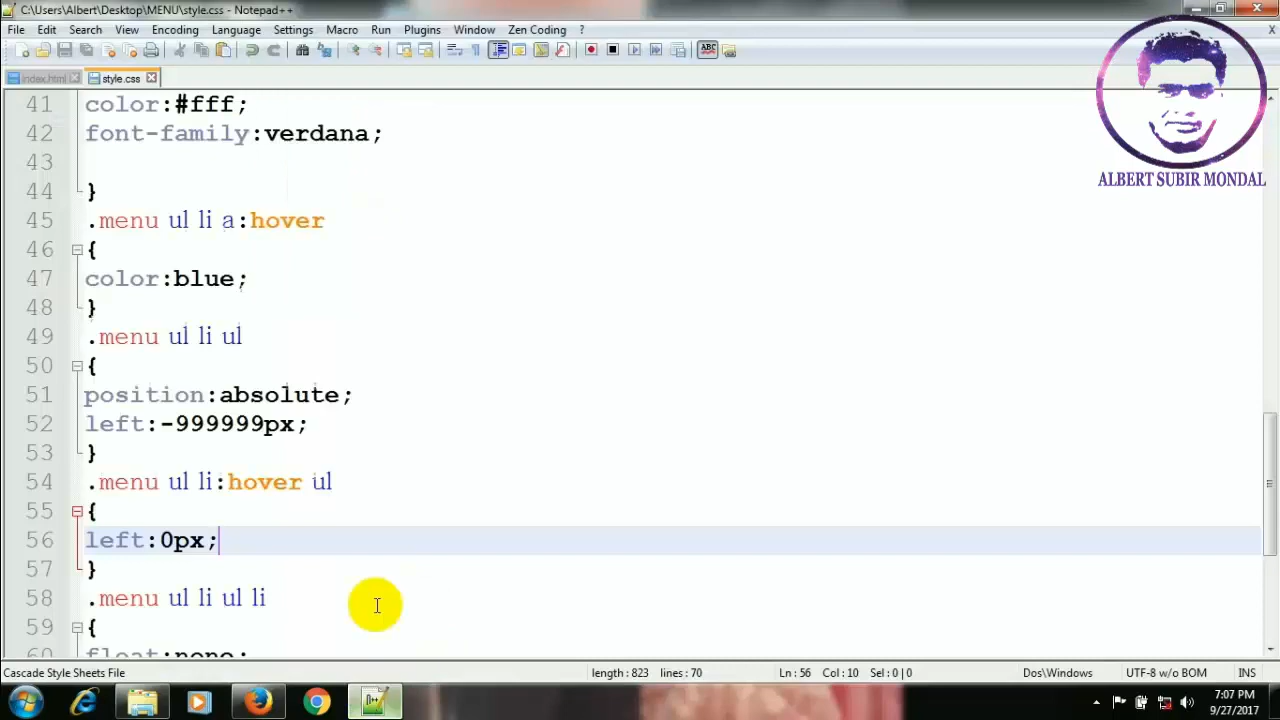 C:\Users\Albert\Desktop\MENU\style.css - Notepad++
File Edit Search View Encoding Language Settings Macro Run Plugins Window Zen Coding ? X
ABC
index.html style.css
41 color:#fff;
42 font-family:verdana;
43
44 }
45 .menu ul li a:hover
46 {
47 color:blue;
48 }
49 .menu ul li ul
50 {
51 position:absolute;
52 left:-999999px;
53 }
54 .menu ul li:hover ul
55 {
56 left:0px;
57 }
58 .menu ul li ul li
59 {
60 float:none;
ALBERT SUBIR MONDAL
Cascade Style Sheets File length : 823 lines : 70 Ln : 56 Col : 10 Sel : 0 | 0 Dos\Windows UTF-8 w/o BOM INS
7:07 PM
9/27/2017